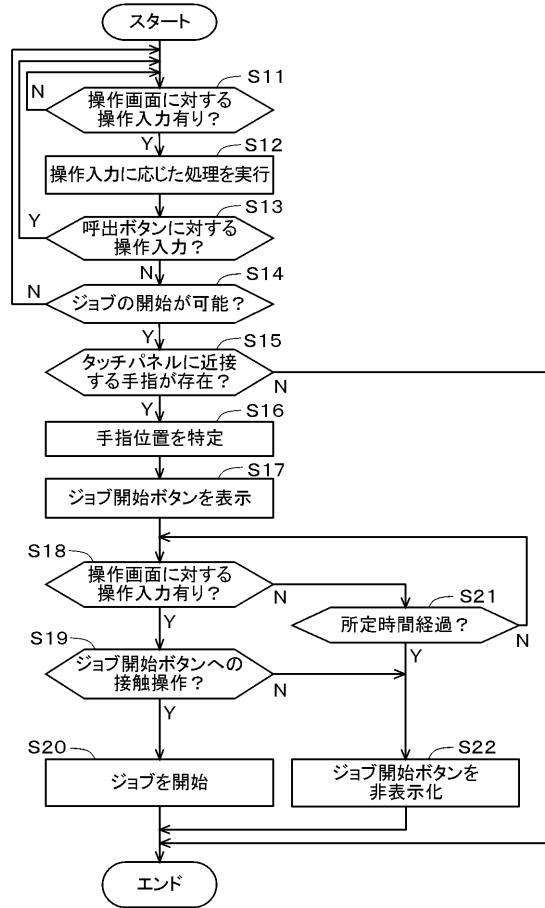 スタート
S11
操作画面に対する
操作入力有り？
N
Y
S12
操作入力に応じた処理を実行
S13
呼出ボタンに対する
操作入力？
Y
N
S14
ジョブの開始が可能？
N
Y
S15
タッチパネルに近接
する手指が存在？
N
Y
S16
手指位置を特定
S17
ジョブ開始ボタンを表示
S18
操作画面に対する
操作入力有り？
N
Y
S21
所定時間経過？
N
Y
S19
ジョブ開始ボタンへの
接触操作？
N
Y
S20
ジョブを開始
S22
ジョブ開始ボタンを
非表示化
エンド